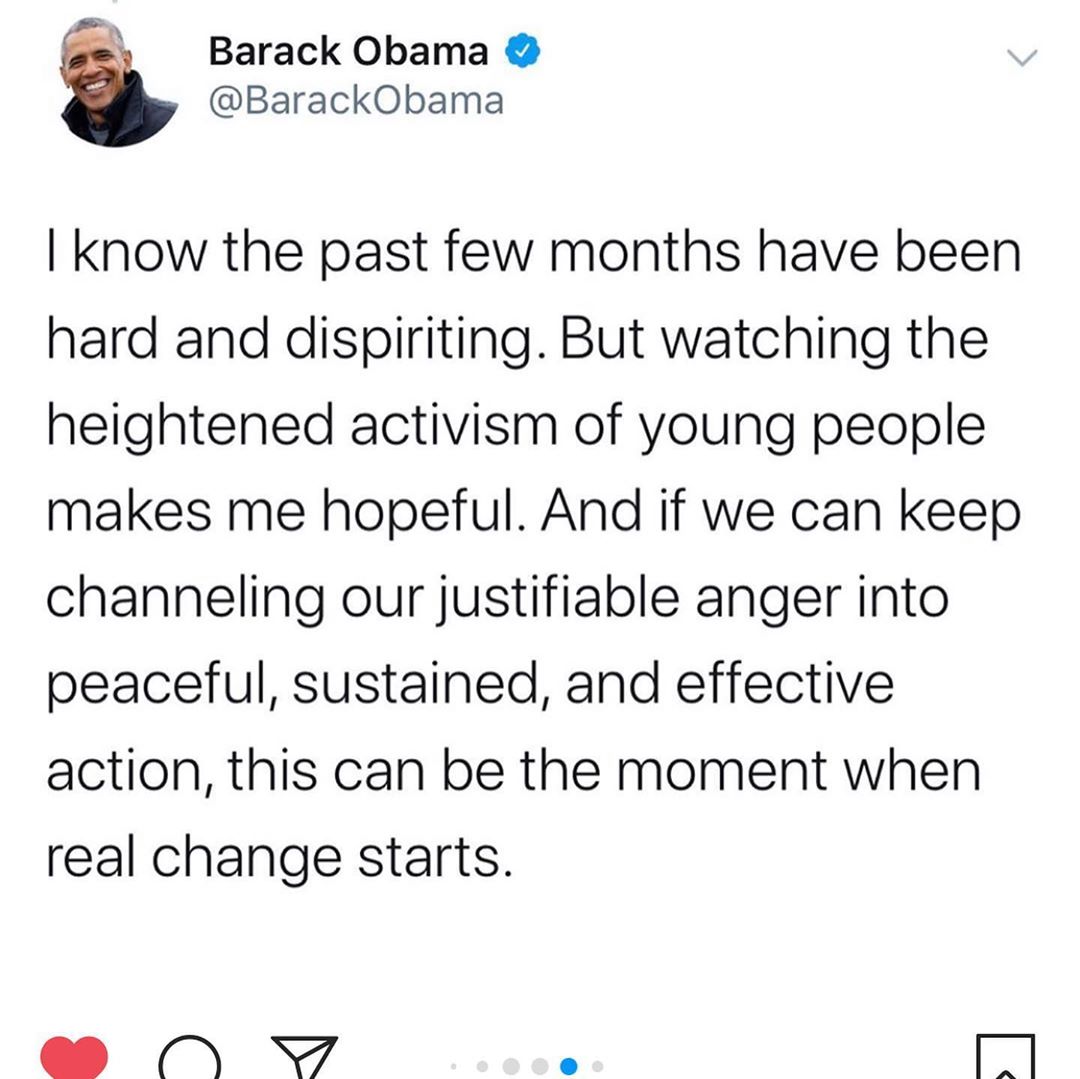 Barack Obama
@BarackObama
I know the past few months have been
hard and dispiriting. But watching the
heightened activism of young people
makes me hopeful. And if we can keep
channeling our justifiable anger into
peaceful, sustained, and effective
action, this can be the moment when
real change starts.